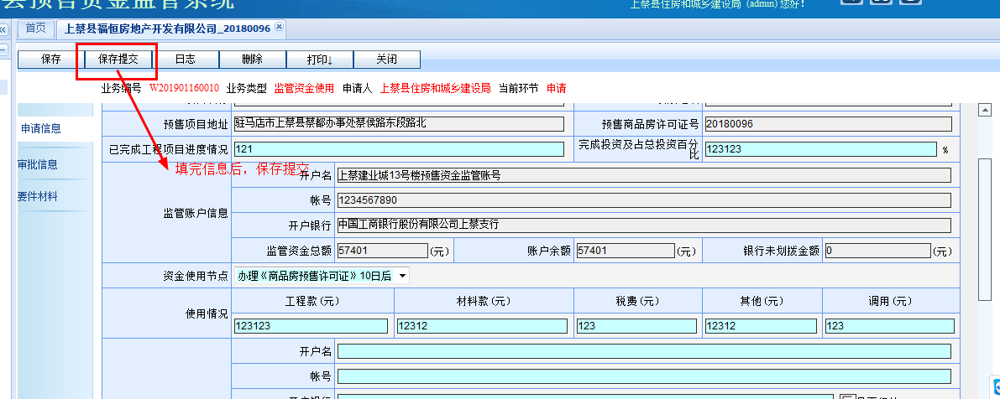 县预售资金监管系统
上蔡县住房和城乡建设局 (admin) 您好！
首页 上蔡县福恒房地产开发有限公司_20180096
保存 保存提交 日志 删除 打印↓ 关闭
业务编号 W201901160010 业务类型 监管资金使用 申请人 上蔡县住房和城乡建设局 当前环节 申请
申请信息
审批信息
要件材料
预售项目地址 驻马店市上蔡县蔡都办事处蔡侯路东段路北 预售商品房许可证号 20180096
已完成工程项目进度情况 121 完成投资及占总投资百分比 123123 %
填完信息后，保存提交
监管账户信息
开户名 上蔡建业城13号楼预售资金监管账号
帐号 1234567890
开户银行 中国工商银行股份有限公司上蔡支行
监管资金总额 57401 (元) 账户余额 57401 (元) 银行未划拨金额 0 (元)
资金使用节点 办理《商品房预售许可证》10日后
使用情况
工程款(元) 材料款(元) 税费(元) 其他(元) 调用(元)
123123 12312 123 12312 123
开户名
帐号
开户银行